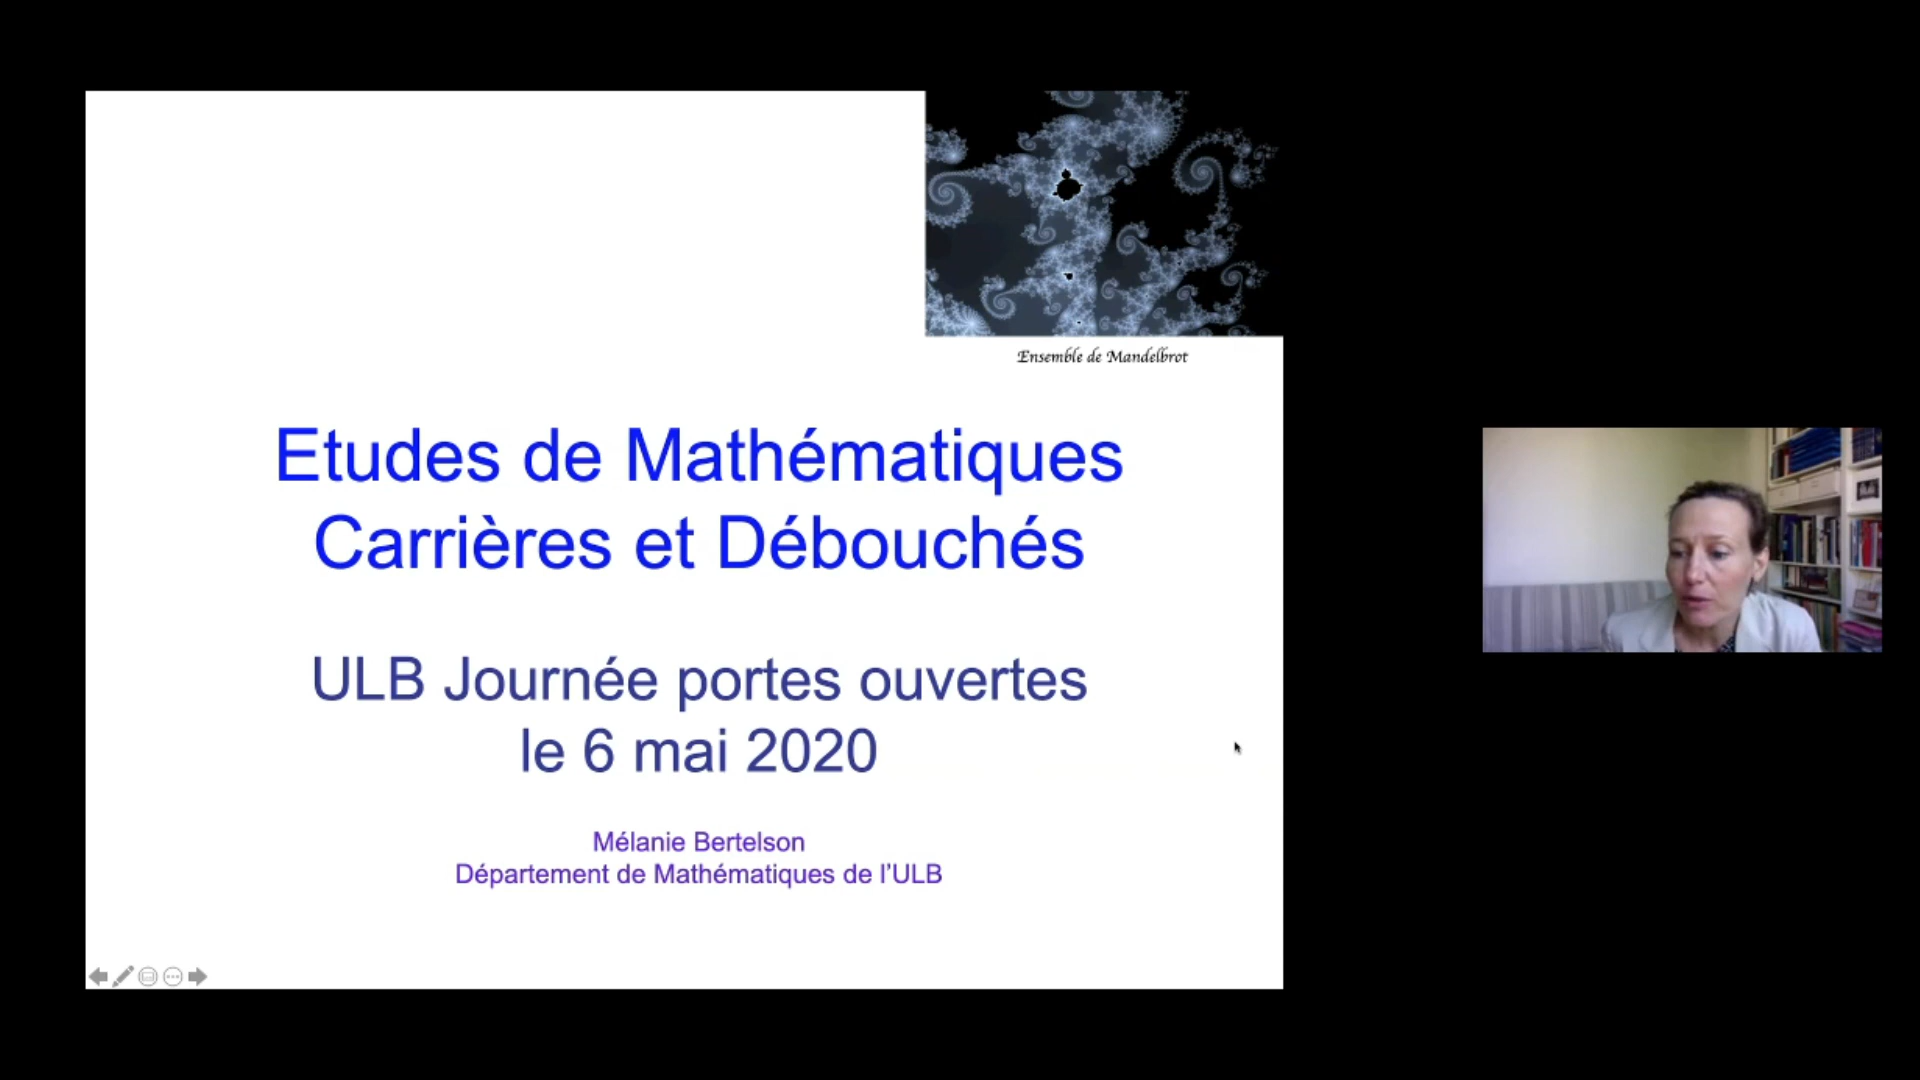 Ensemble de Mandelbrot
Etudes de Mathématiques
Carrières et Débouchés
ULB Journée portes ouvertes
le 6 mai 2020
Mélanie Bertelson
Département de Mathématiques de l'ULB